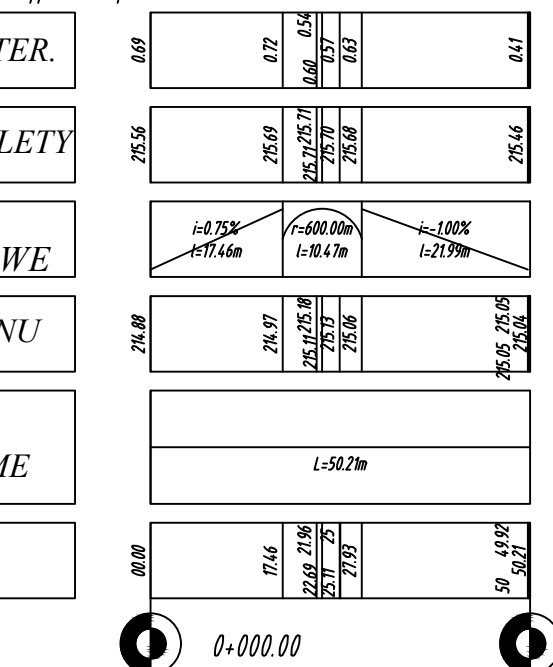 TER.
0.69 0.72 0.60 0.54 0.57 0.63 0.41
LETY
215.56 215.69 215.71 215.71 215.70 215.68 215.46
WE
i=0.75% r=600.00m i=-1.00%
l=17.46m l=10.47m l=21.99m
NU
214.88 214.97 215.11 215.18 215.13 215.06 215.05 215.05 215.04
ME
L=50.21m
00.00 17.46 22.69 21.96 25.11 25 27.93 50 49.92 50.21
0+000.00